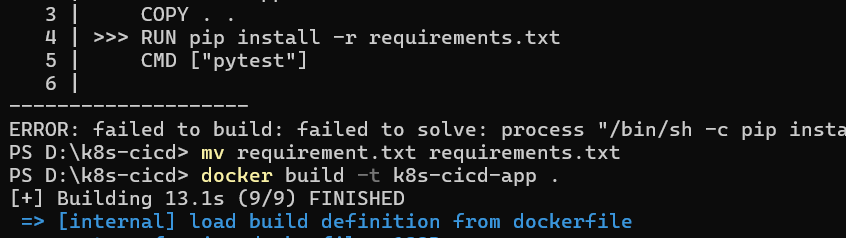 3 |     COPY . .
4 | >>> RUN pip install -r requirements.txt
5 |     CMD ["pytest"]
6 |
--------------------
ERROR: failed to build: failed to solve: process "/bin/sh -c pip insta
PS D:\k8s-cicd> mv requirement.txt requirements.txt
PS D:\k8s-cicd> docker build -t k8s-cicd-app .
[+] Building 13.1s (9/9) FINISHED
=> [internal] load build definition from dockerfile